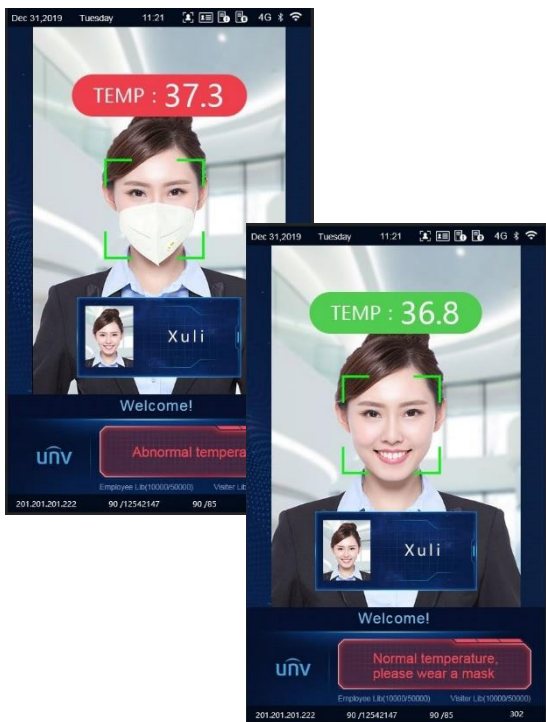 Dec 31,2019 Tuesday 11:21 4G
TEMP : 37.3
Xuli
Welcome!
unv
Abnormal tempera
Employee Lib(10000/50000) Visiter Lib
201.201.201.222 90 /12542147 90 /85
Dec 31,2019 Tuesday 11:21 4G
TEMP : 36.8
Xuli
Welcome!
unv
Normal temperature,
please wear a mask
Employee Lib(10000/50000) Visiter Lib(10000/50000)
201.201.201.222 90 /12542147 90 /85 302